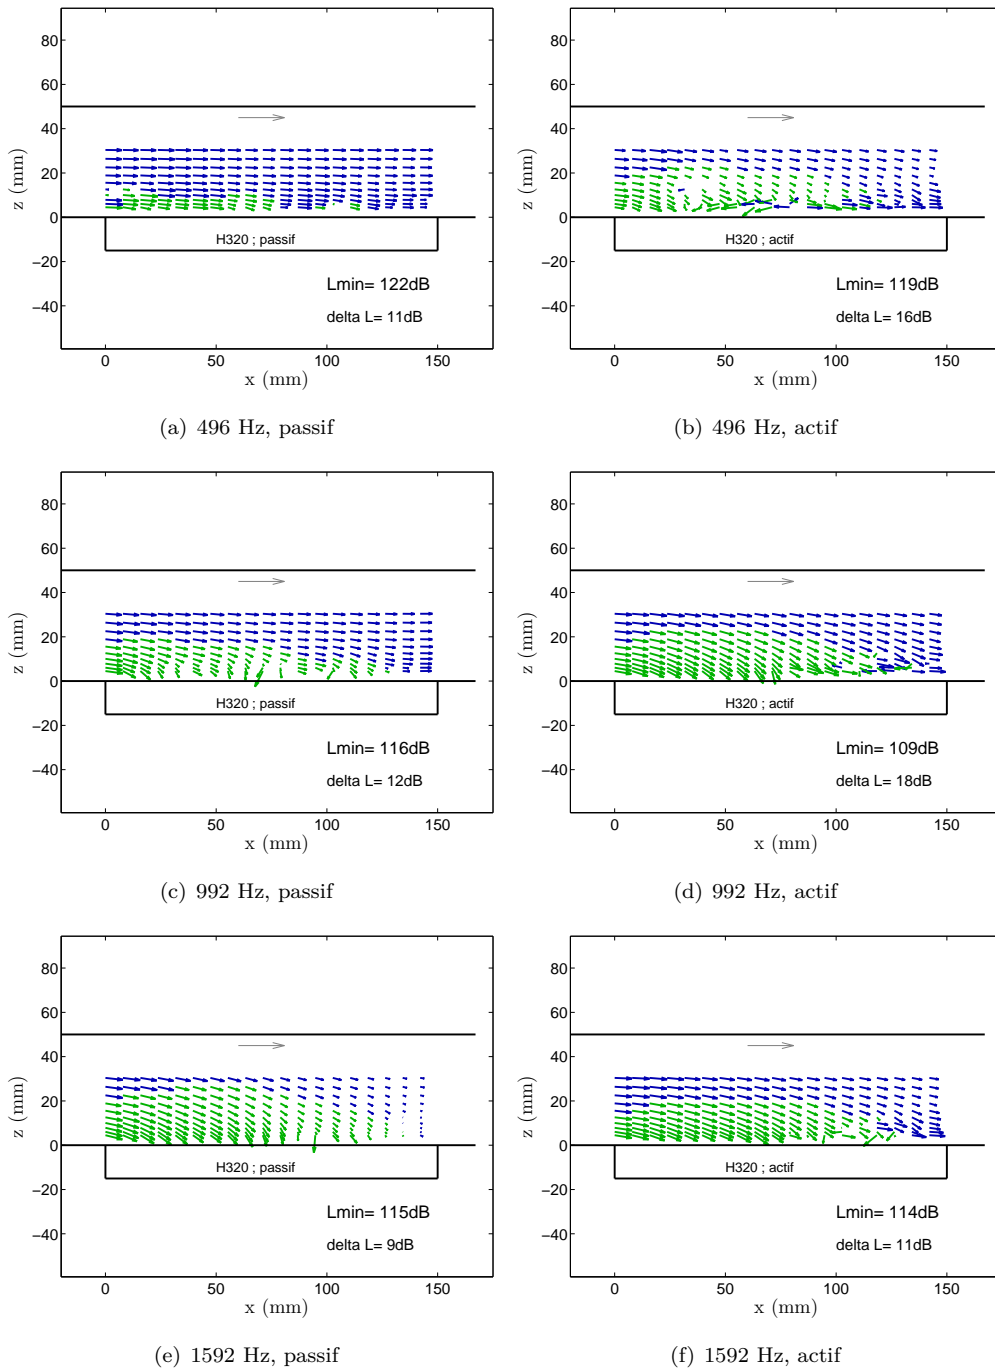 80
60
40
20
0
−20
−40
z (mm)
H320 ; passif
Lmin= 122dB
delta L= 11dB
0 50 100 150
x (mm)
(a) 496 Hz, passif
80
60
40
20
0
−20
−40
z (mm)
H320 ; actif
Lmin= 119dB
delta L= 16dB
0 50 100 150
x (mm)
(b) 496 Hz, actif
80
60
40
20
0
−20
−40
z (mm)
H320 ; passif
Lmin= 116dB
delta L= 12dB
0 50 100 150
x (mm)
(c) 992 Hz, passif
80
60
40
20
0
−20
−40
z (mm)
H320 ; actif
Lmin= 109dB
delta L= 18dB
0 50 100 150
x (mm)
(d) 992 Hz, actif
80
60
40
20
0
−20
−40
z (mm)
H320 ; passif
Lmin= 115dB
delta L= 9dB
0 50 100 150
x (mm)
(e) 1592 Hz, passif
80
60
40
20
0
−20
−40
z (mm)
H320 ; actif
Lmin= 114dB
delta L= 11dB
0 50 100 150
x (mm)
(f) 1592 Hz, actif